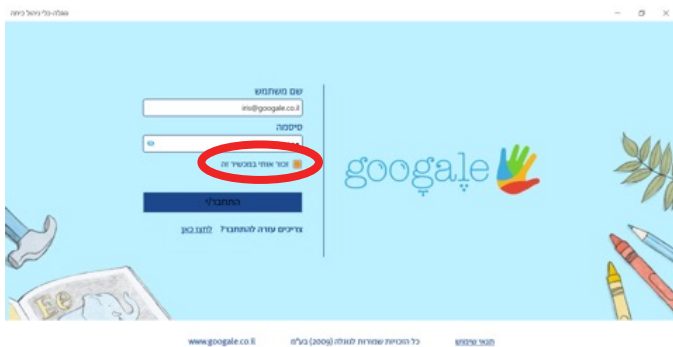 גוגלה-כלי ניהול כיתה
שם משתמש
iris@googale.co.il
סיסמה
זכור אותי במכשיר זה
התחבר/י
צריכים עזרה להתחבר? לחצו כאן
googale
תנאי שימוש
כל הזכויות שמורות לגוגלה (2009) בע"מ
www.googale.co.il